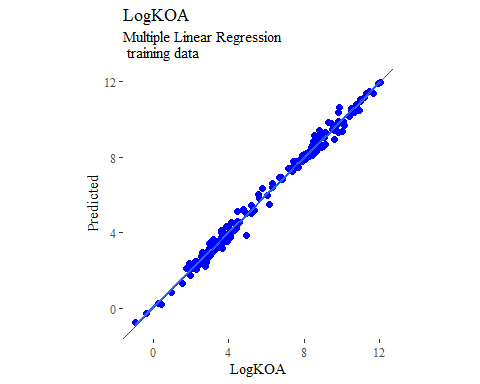 LogKOA
Multiple Linear Regression
training data
12
8
4
0
Predicted
0 4 8 12
LogKOA